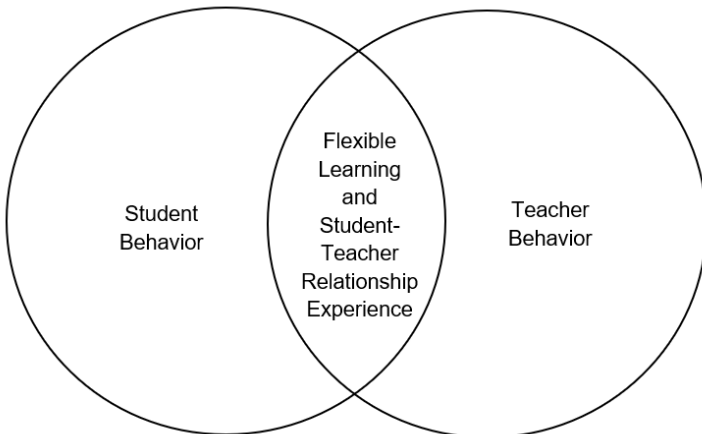 Student
Behavior
Flexible
Learning
and
Student-
Teacher
Relationship
Experience
Teacher
Behavior